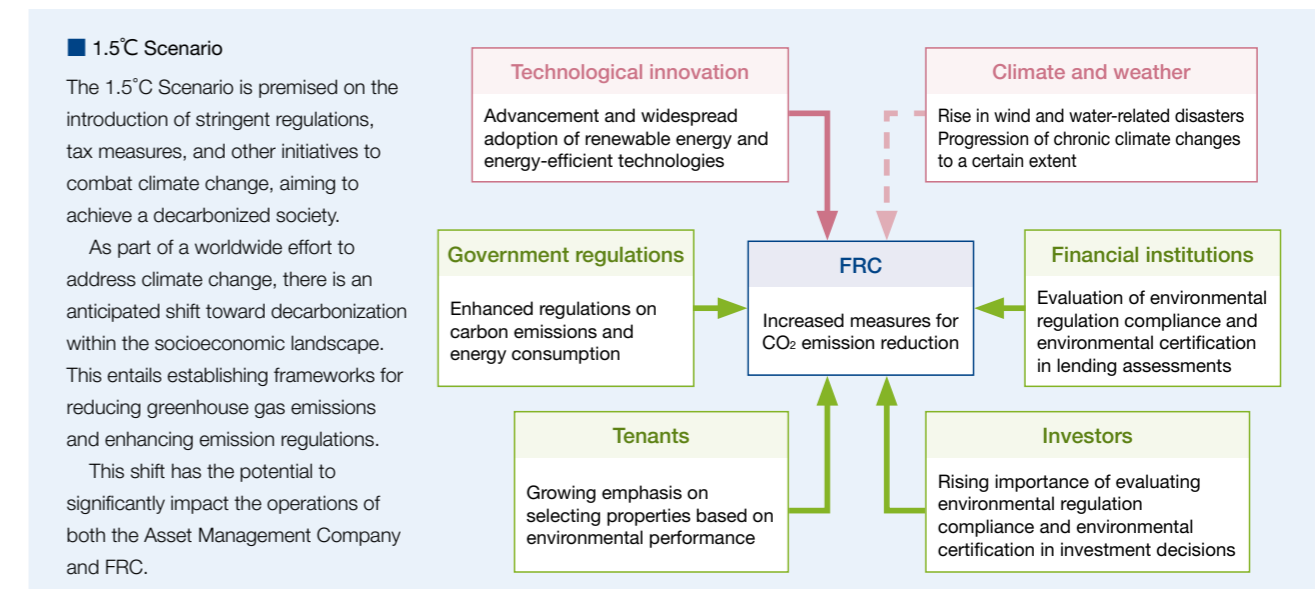 ■ 1.5℃ Scenario
The 1.5˚C Scenario is premised on the
introduction of stringent regulations,
tax measures, and other initiatives to
combat climate change, aiming to
achieve a decarbonized society.
As part of a worldwide effort to
address climate change, there is an
anticipated shift toward decarbonization
within the socioeconomic landscape.
This entails establishing frameworks for
reducing greenhouse gas emissions
and enhancing emission regulations.
This shift has the potential to
significantly impact the operations of
both the Asset Management Company
and FRC.
Technological innovation
Advancement and widespread
adoption of renewable energy and
energy-efficient technologies
Climate and weather
Rise in wind and water-related disasters
Progression of chronic climate changes
to a certain extent
Government regulations
Enhanced regulations on
carbon emissions and
energy consumption
FRC
Increased measures for
CO₂ emission reduction
Financial institutions
Evaluation of environmental
regulation compliance and
environmental certification
in lending assessments
Tenants
Growing emphasis on
selecting properties based on
environmental performance
Investors
Rising importance of evaluating
environmental regulation
compliance and environmental
certification in investment decisions